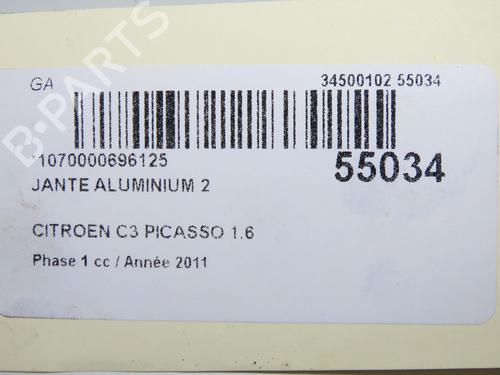 GA
34500102 55034
*1070000696125
55034
JANTE ALUMINIUM 2
CITROEN C3 PICASSO 1.6
Phase 1 cc / Année 2011
B-PARTS